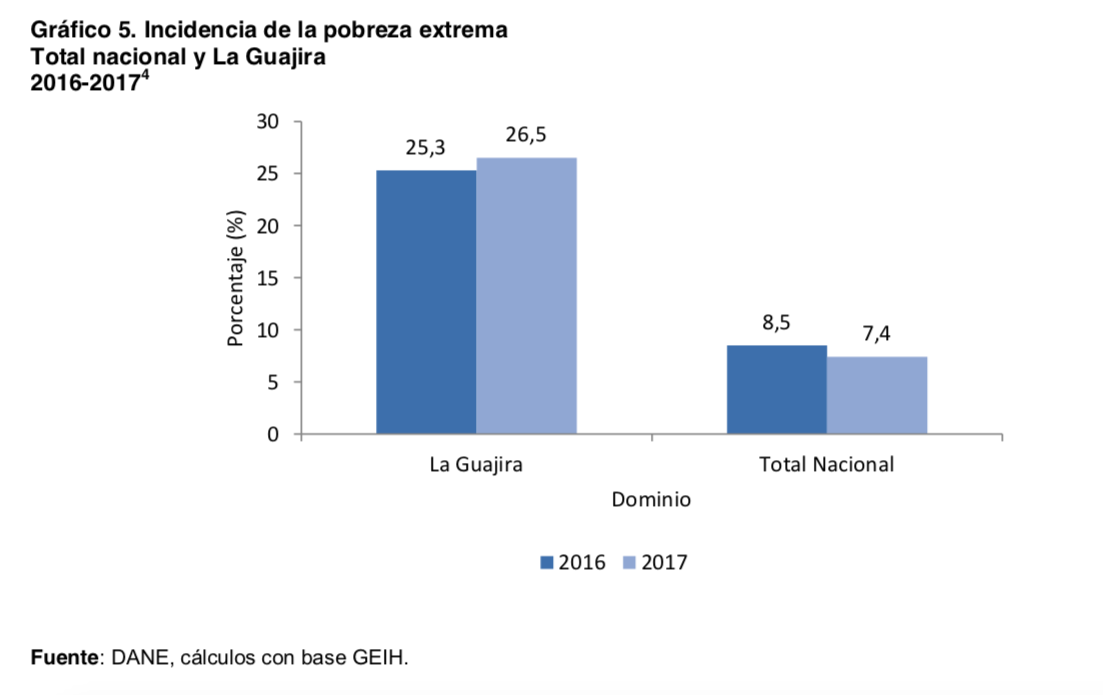 Gráfico 5. Incidencia de la pobreza extrema
Total nacional y La Guajira
2016-2017⁴
30
25
20
15
10
5
0
Porcentaje (%)
25,3
26,5
8,5
7,4
La Guajira
Total Nacional
Dominio
2016
2017
Fuente: DANE, cálculos con base GEIH.